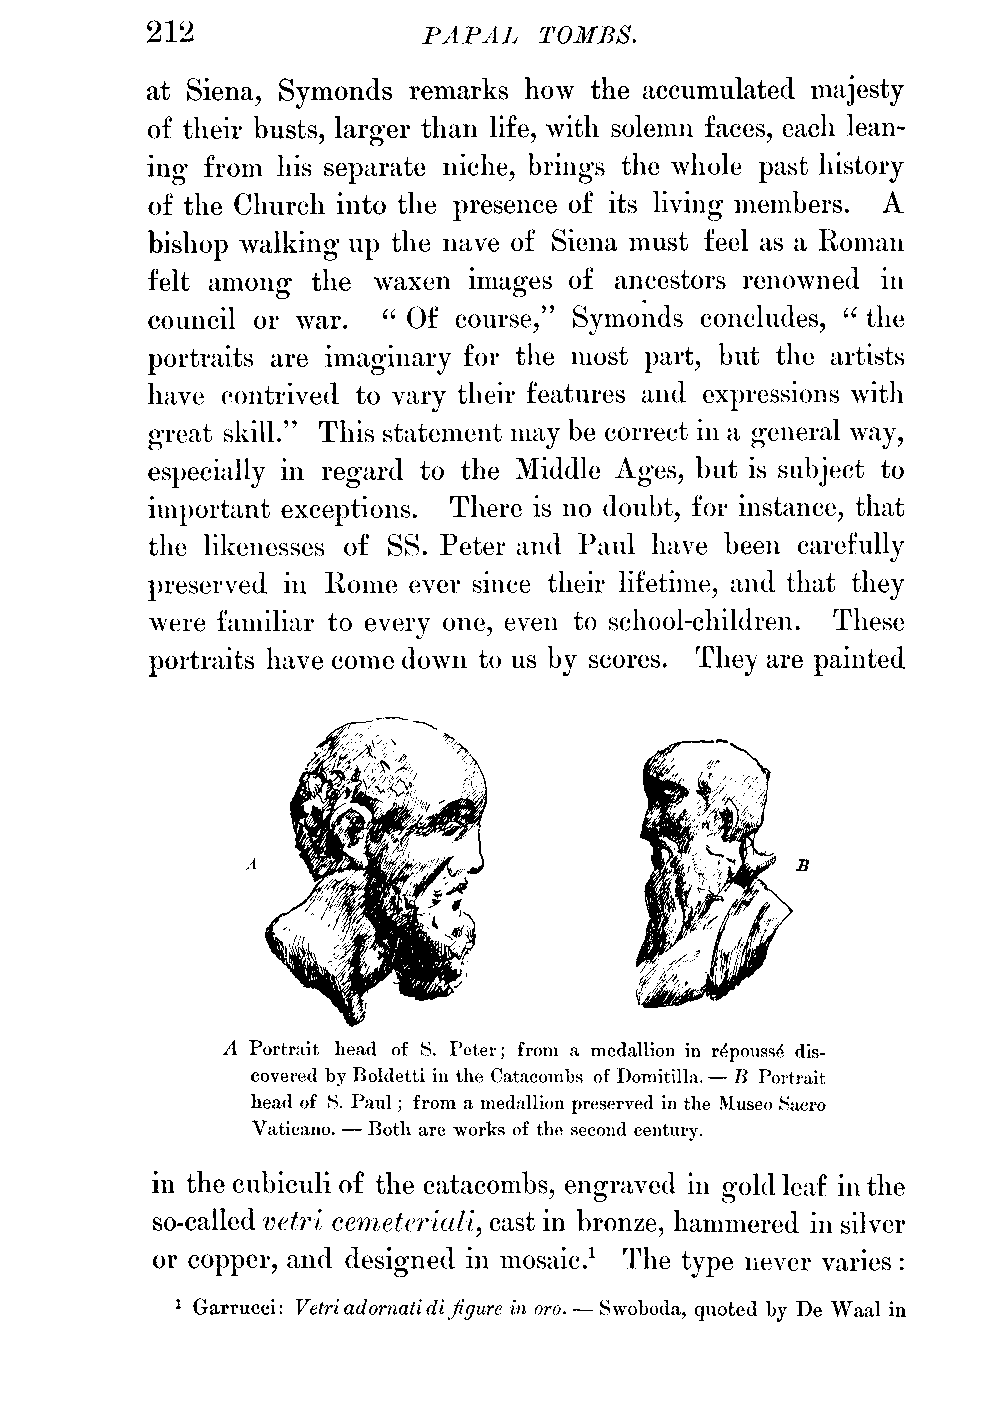 212
PAPAL TOMBS.
at Siena, Symonds remarks how the accumulated majesty
of their busts, larger than life, with solemn faces, each lean-
ing from his separate niche, brings the whole past history
of the Church into the presence of its living members. A
bishop walking up the nave of Siena must feel as a Roman
felt among the waxen images of ancestors renowned in
council or war. “ Of course,” Symonds concludes, “ the
portraits are imaginary for the most part, but the artists
have contrived to vary their features and expressions with
great skill.” This statement may be correct in a general way,
especially in regard to the Middle Ages, but is subject to
important exceptions. There is no doubt, for instance, that
the likenesses of SS. Peter and Paul have been carefully
preserved in Rome ever since their lifetime, and that they
were familiar to every one, even to school-children. These
portraits have come down to us by scores. They are painted
A
B
A Portrait head of S. Peter; from a medallion in répoussé dis-
covered by Boldetti in the Catacombs of Domitilla. — B Portrait
head of S. Paul ; from a medallion preserved in the Museo Sacro
Vaticano. — Both are works of the second century.
in the cubiculi of the catacombs, engraved in gold leaf in the
so-called vetri cemeteriali, cast in bronze, hammered in silver
or copper, and designed in mosaic.¹ The type never varies :
¹ Garrucci: Vetri adornati di figure in oro. — Swoboda, quoted by De Waal in